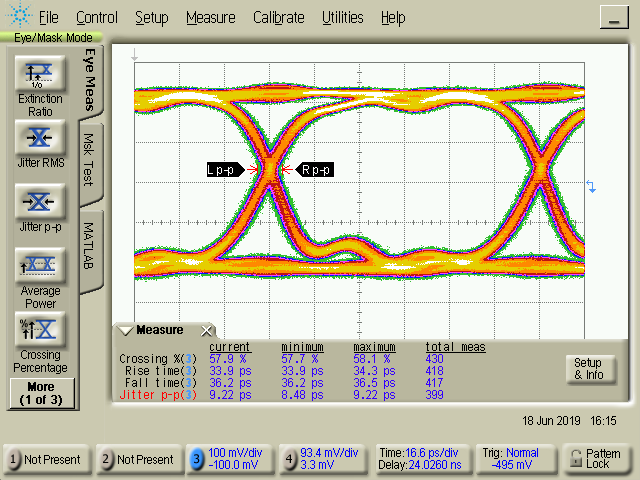 File Control Setup Measure Calibrate Utilities Help
Eye/Mask Mode
Extinction
Ratio
Jitter RMS
Jitter p-p
Average
Power
Crossing
Percentage
More
(1 of 3)
Eye Meas
Msk Test
MATLAB
L p-p
R p-p
Measure
current minimum maximum total meas
Crossing %(3) 57.9 % 57.7 % 58.1 % 430
Rise time(3) 33.9 ps 33.9 ps 34.3 ps 418
Fall time(3) 36.2 ps 36.2 ps 36.5 ps 417
Jitter p-p(3) 9.22 ps 8.48 ps 9.22 ps 399
Setup
& Info
18 Jun 2019 16:15
1 Not Present
2 Not Present
3 100 mV/div
-100.0 mV
4 93.4 mV/div
3.3 mV
Time:16.6 ps/div
Delay:24.0260 ns
Trig: Normal
-495 mV
Pattern
Lock